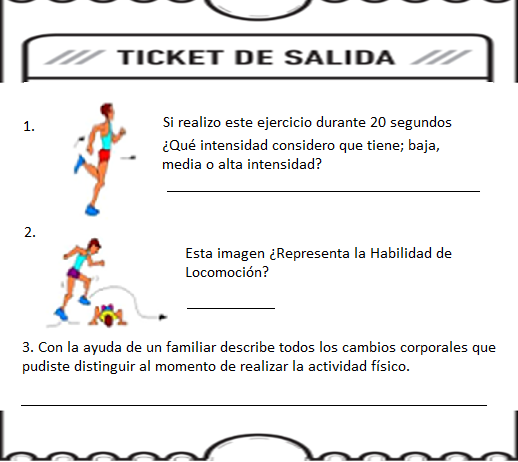 TICKET DE SALIDA
1.
Si realizo este ejercicio durante 20 segundos
¿Qué intensidad considero que tiene; baja,
media o alta intensidad?
2.
Esta imagen ¿Representa la Habilidad de
Locomoción?
3. Con la ayuda de un familiar describe todos los cambios corporales que
pudiste distinguir al momento de realizar la actividad físico.